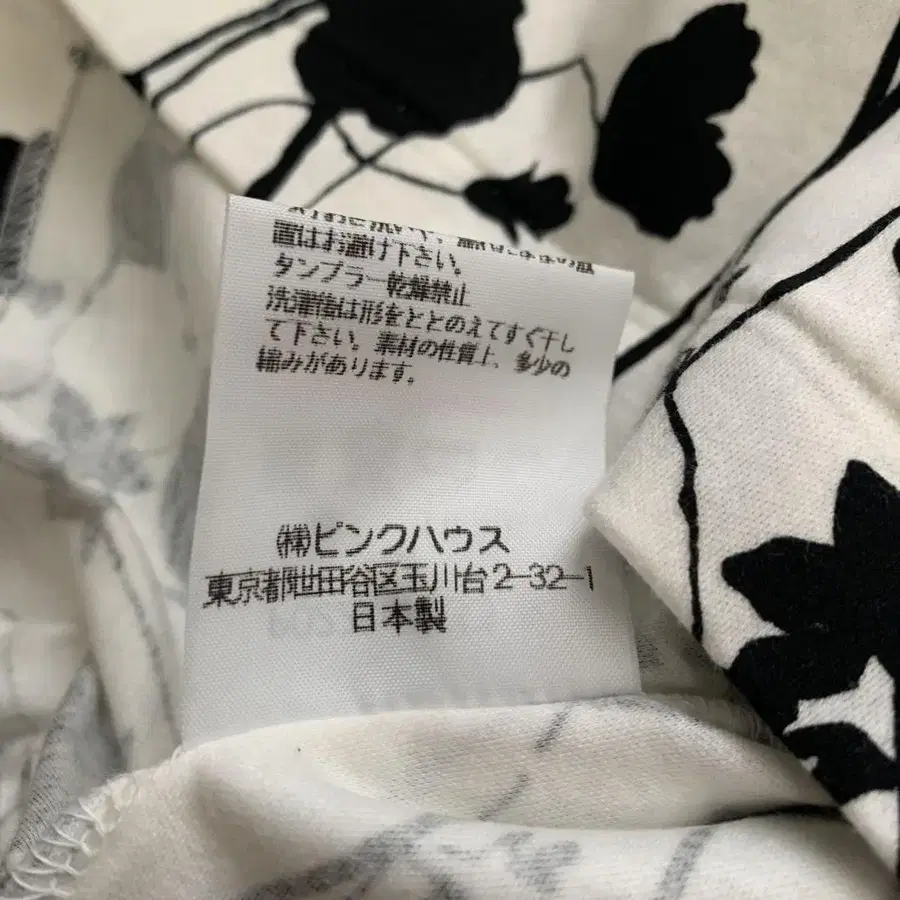 置はお避け下さい。
タンブラー乾燥禁止
洗濯後は形をととのえてすぐ干し
て下さい。素材の性質上、多少の
縮みがあります。
(株)ピンクハウス
東京都世田谷区玉川台2-32-1
日本製